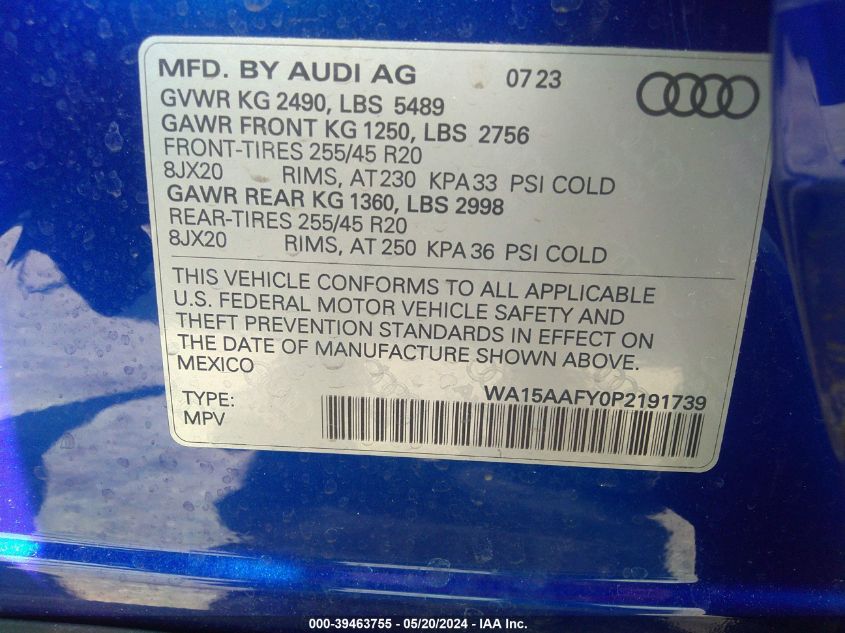 MFD. BY AUDI AG 07 23
GVWR KG 2490, LBS 5489
GAWR FRONT KG 1250, LBS 2756
FRONT-TIRES 255/45 R20
8JX20 RIMS, AT 230 KPA 33 PSI COLD
GAWR REAR KG 1360, LBS 2998
REAR-TIRES 255/45 R20
8JX20 RIMS, AT 250 KPA 36 PSI COLD
THIS VEHICLE CONFORMS TO ALL APPLICABLE
U.S. FEDERAL MOTOR VEHICLE SAFETY AND
THEFT PREVENTION STANDARDS IN EFFECT ON
THE DATE OF MANUFACTURE SHOWN ABOVE.
MEXICO
WA15AAFY0P2191739
TYPE:
MPV
000-39463755 - 05/20/2024 - IAA Inc.